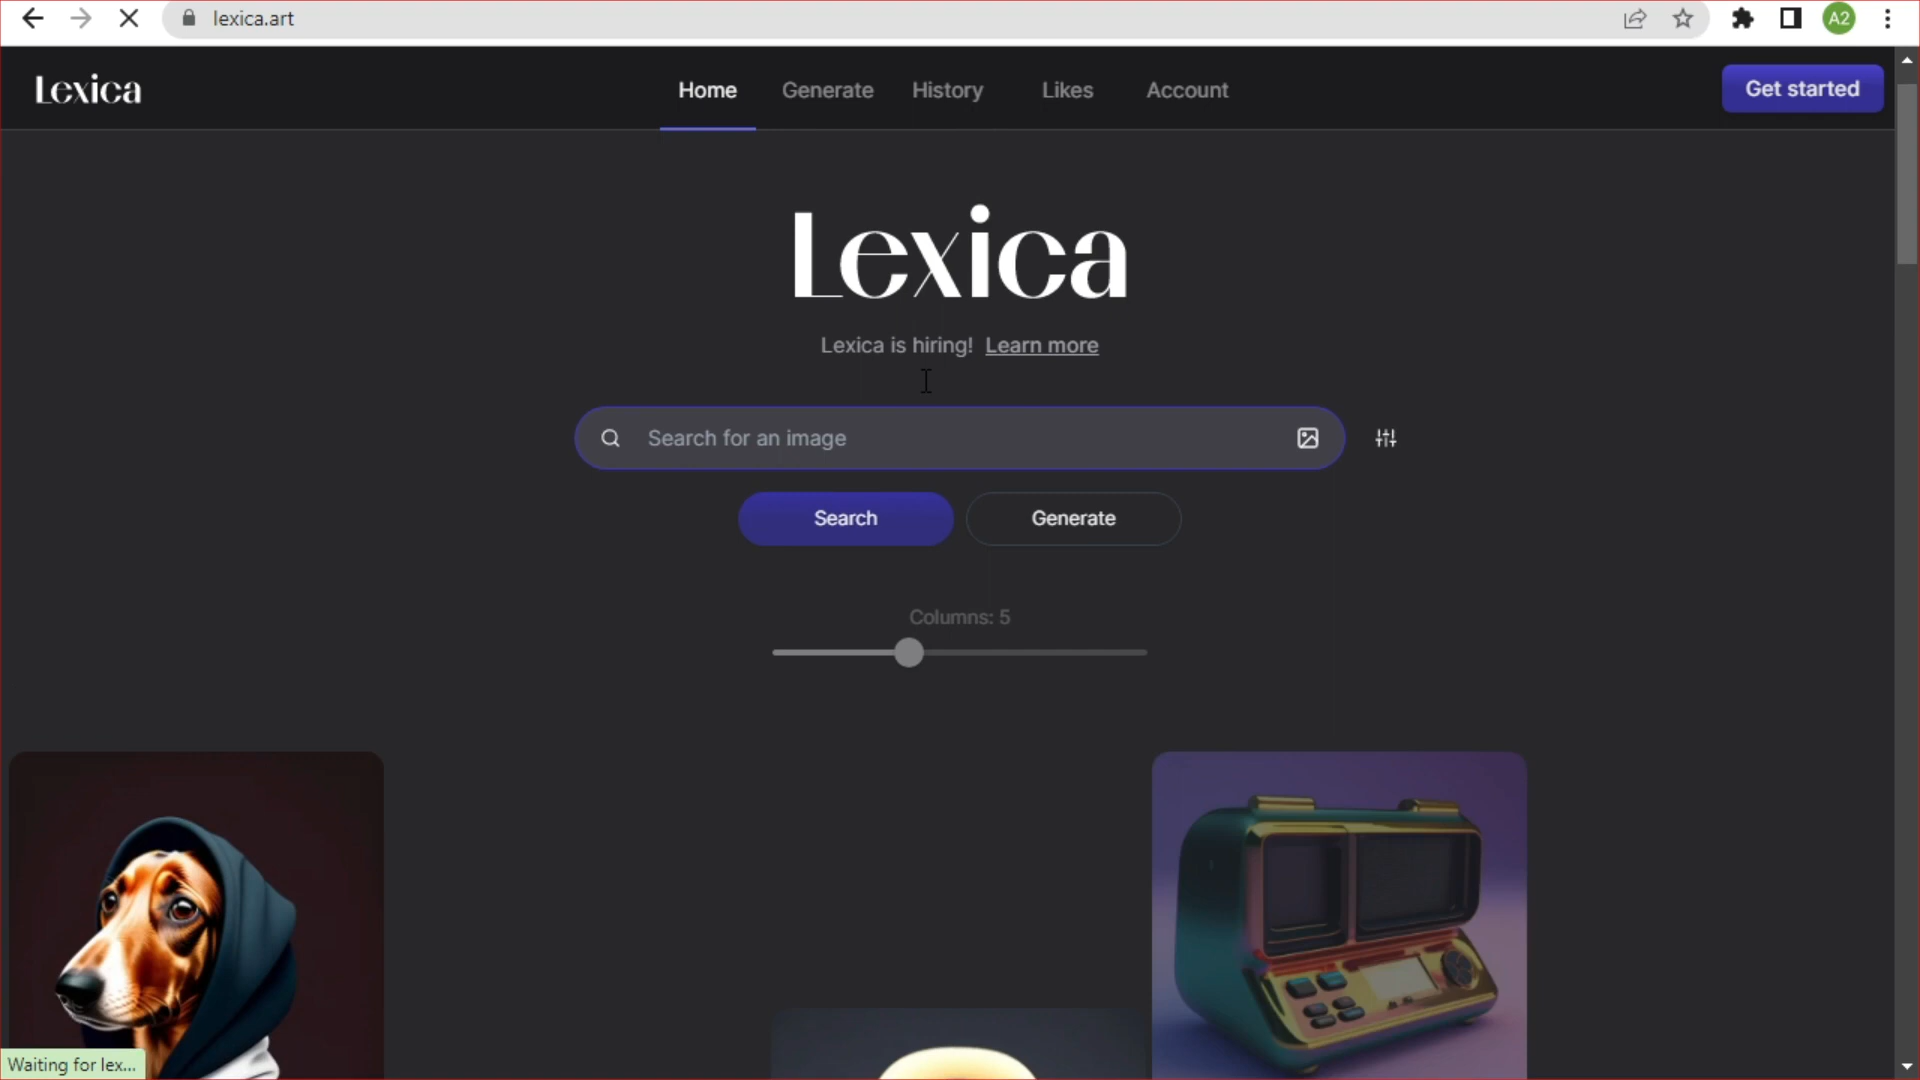 lexica.art
A2
Lexica
Home
Generate
History
Likes
Account
Get started
Lexica
Lexica is hiring! Learn more
Search for an image
Search
Generate
Columns: 5
Waiting for lex...